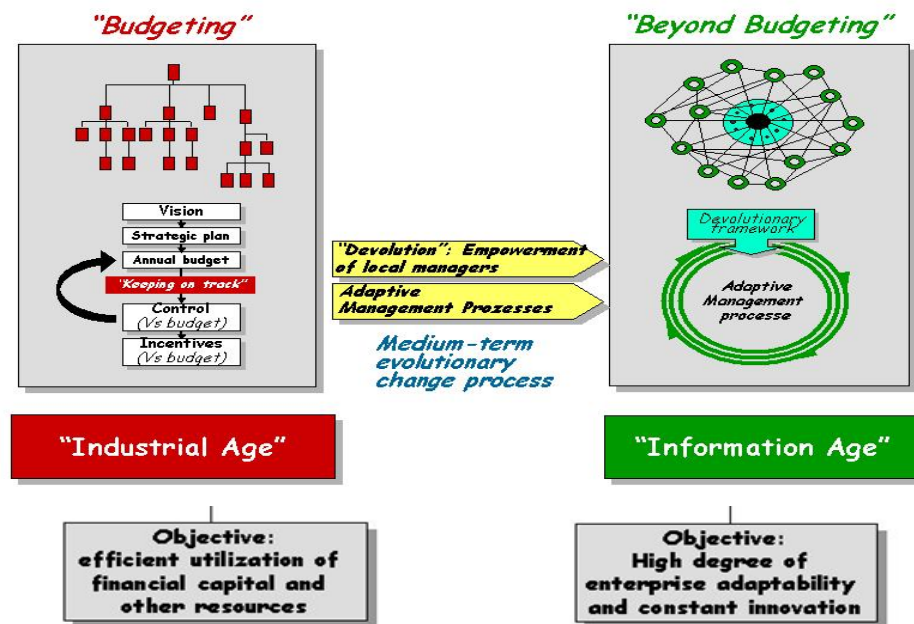 "Budgeting"
Vision
Strategic plan
Annual budget
"Keeping on track"
Control
(Vs budget)
Incentives
(Vs budget)
"Devolution": Empowerment
of local managers
Adaptive
Management Prozesses
Medium-term
evolutionary
change process
"Beyond Budgeting"
Devolutionary
framework
Adaptive
Management
processe
"Industrial Age"
"Information Age"
Objective:
efficient utilization of
financial capital and
other resources
Objective:
High degree of
enterprise adaptability
and constant innovation